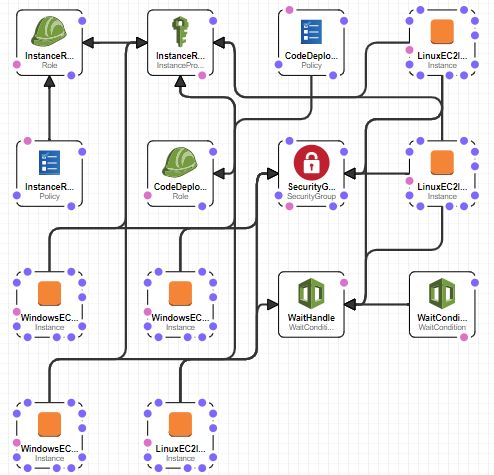 InstanceR...
Role
InstanceR...
InstancePro...
CodeDeplo...
Policy
LinuxEC2I...
Instance
InstanceR...
Policy
CodeDeplo...
Role
SecurityG...
SecurityGroup
LinuxEC2I...
Instance
WindowsEC...
Instance
WindowsEC...
Instance
WaitHandle
WaitConditi...
WaitCondi...
WaitCondition
WindowsEC...
Instance
LinuxEC2I...
Instance